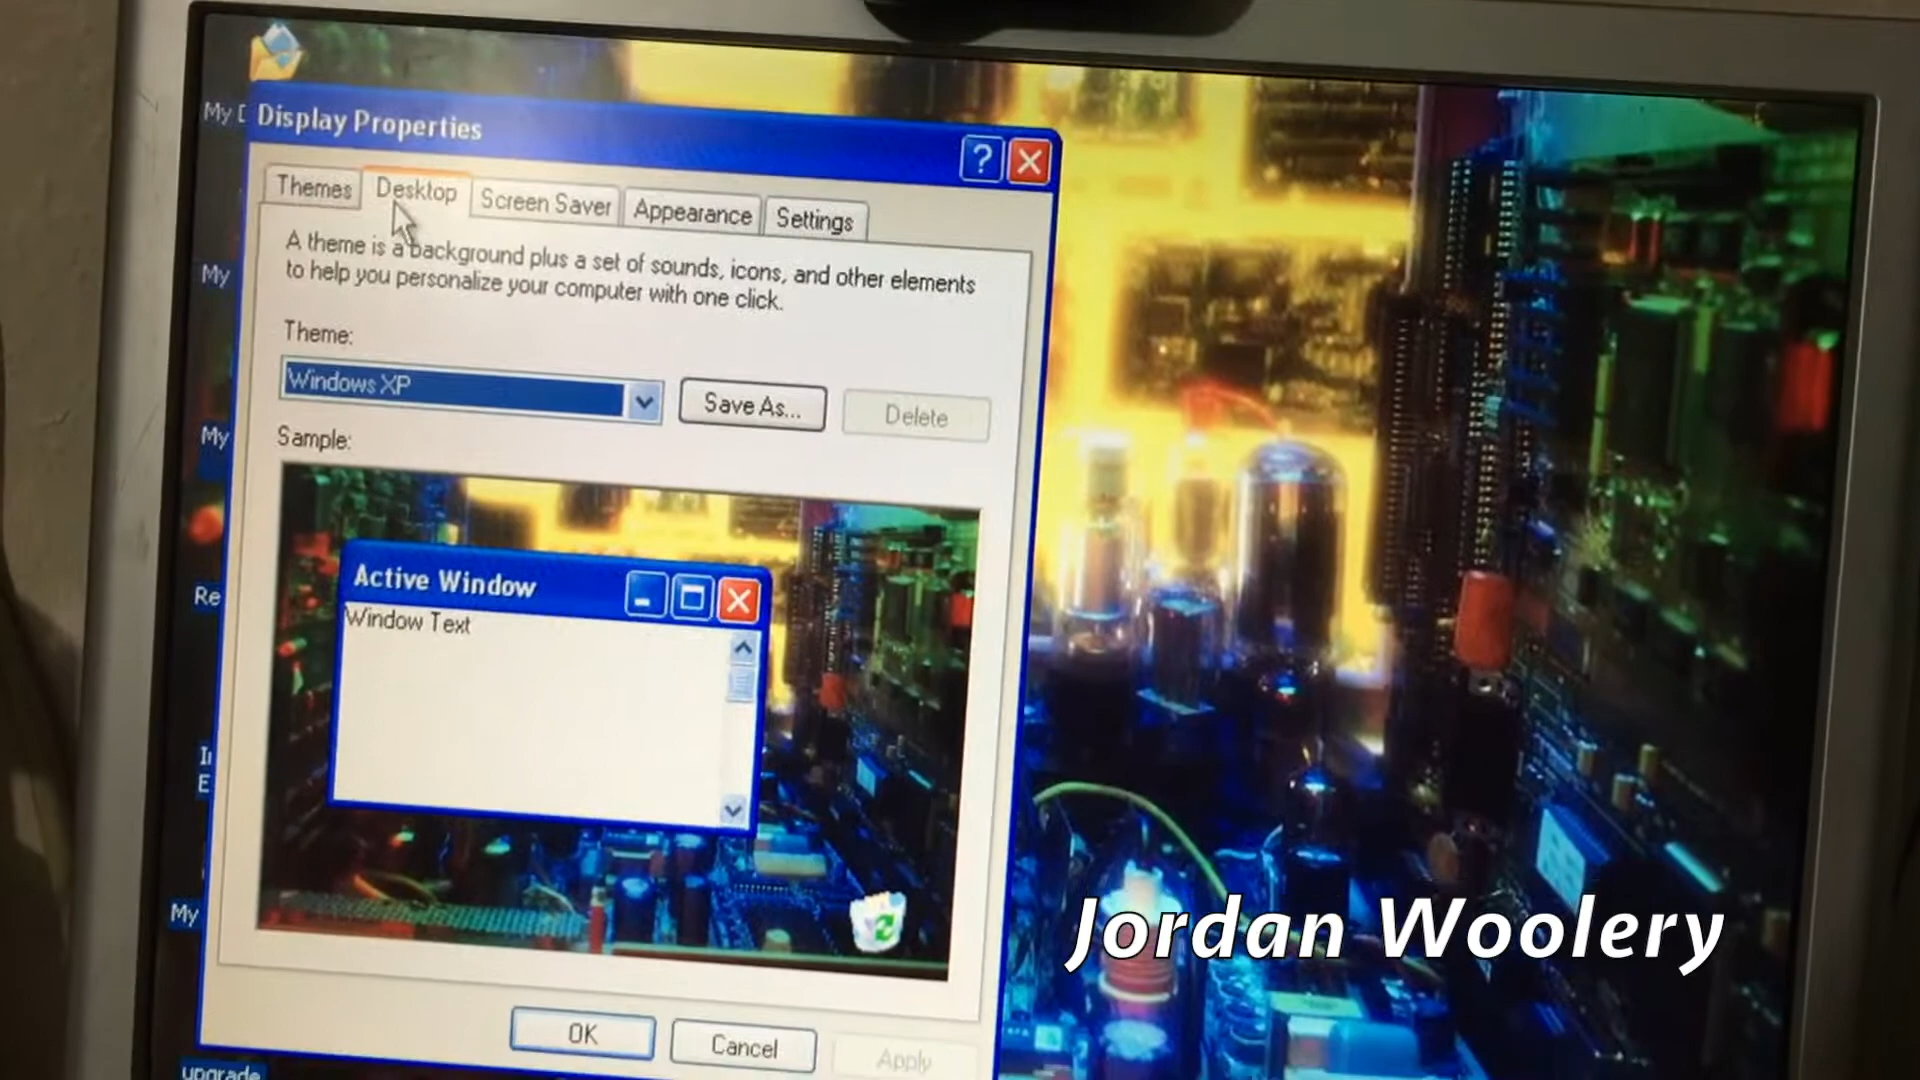 My D
Display Properties
?
Themes
Desktop
Screen Saver
Appearance
Settings
A theme is a background plus a set of sounds, icons, and other elements
to help you personalize your computer with one click.
My
Theme:
Windows XP
Save As...
Delete
My
Sample:
Active Window
Window Text
Re
My
Jordan Woolery
OK
Cancel
Apply
upgrade